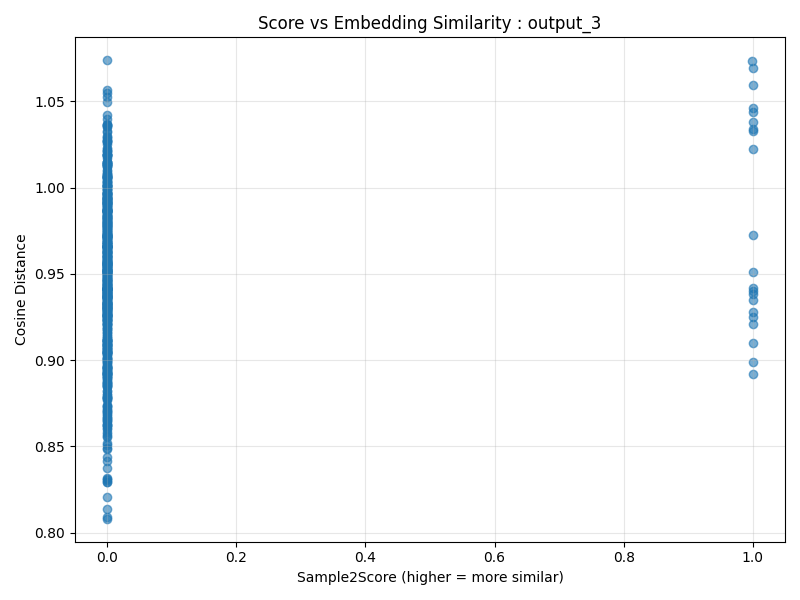 Score vs Embedding Similarity : output_3
Cosine Distance
1.05
1.00
0.95
0.90
0.85
0.80
0.0 0.2 0.4 0.6 0.8 1.0
Sample2Score (higher = more similar)